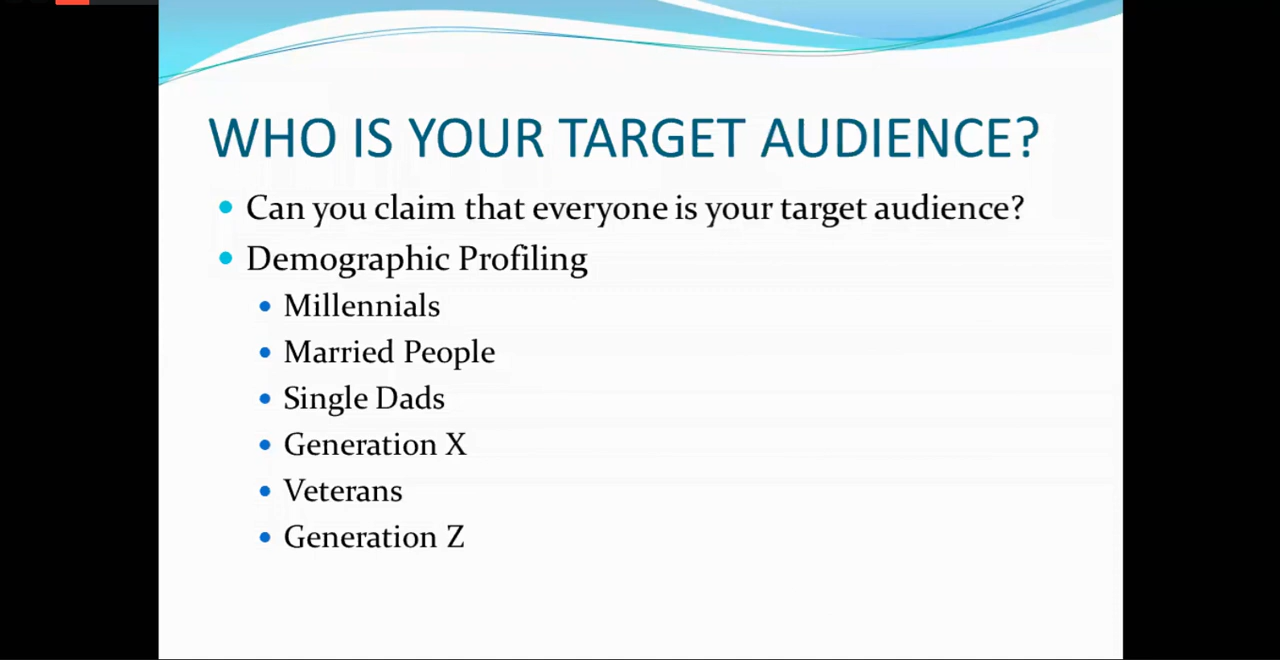 WHO IS YOUR TARGET AUDIENCE?
Can you claim that everyone is your target audience?
Demographic Profiling
Millennials
Married People
Single Dads
Generation X
Veterans
Generation Z